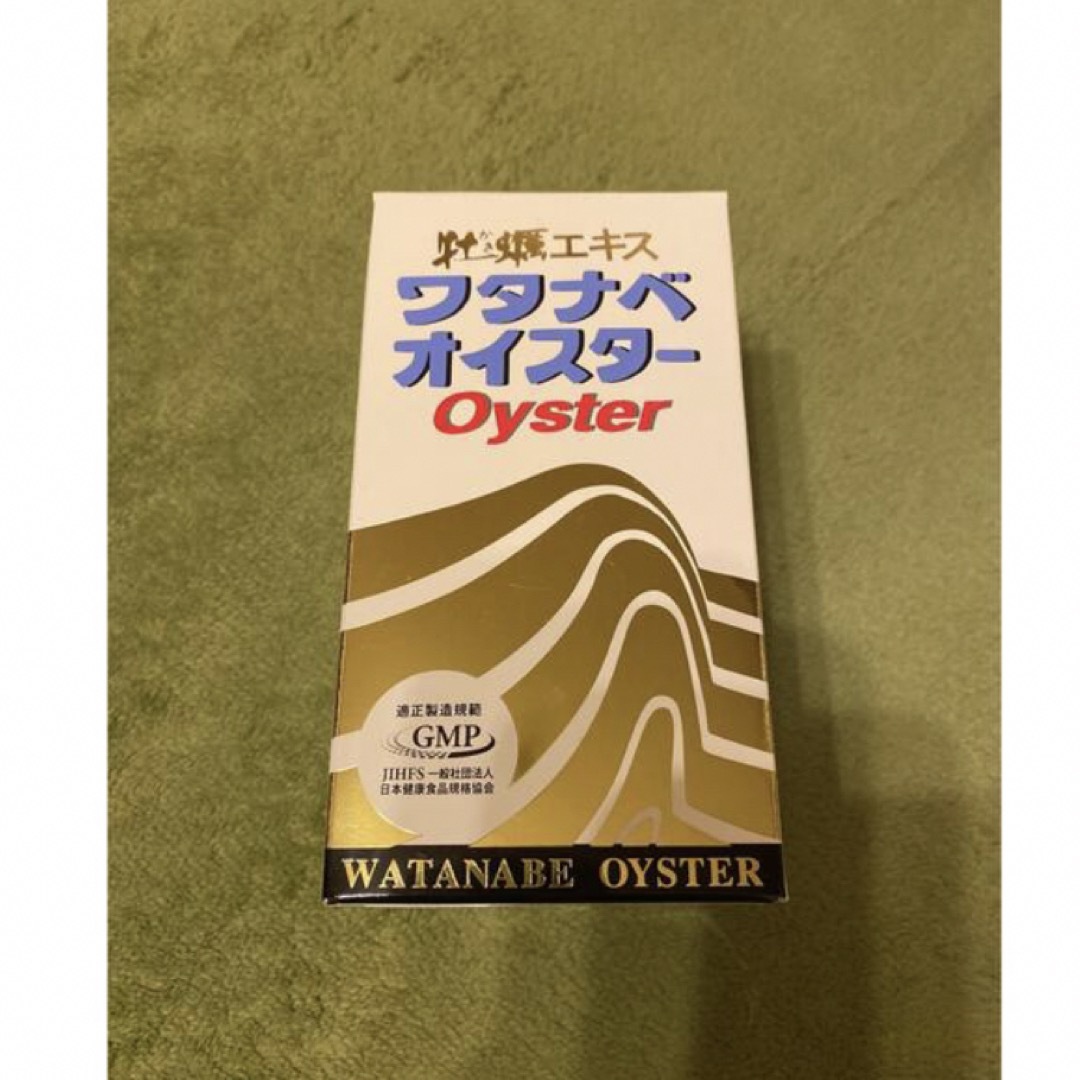 牡蠣エキス
かき
ワタナベ
オイスター
Oyster
適正製造規範
GMP
JIHFS 一般社団法人
日本健康食品規格協会
WATANABE OYSTER